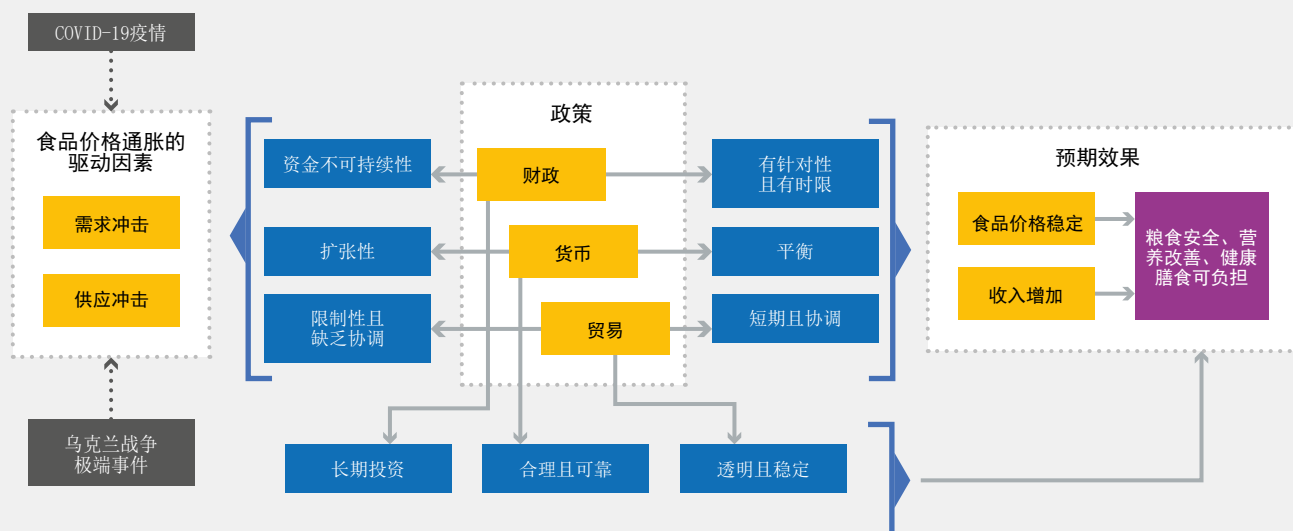 COVID-19疫情
食品价格通胀的
驱动因素
需求冲击
供应冲击
乌克兰战争
极端事件
资金不可持续性
扩张性
限制性且
缺乏协调
政策
财政
货币
贸易
有针对性
且有时限
平衡
短期且协调
长期投资
合理且可靠
透明且稳定
预期效果
食品价格稳定
收入增加
粮食安全、营
养改善、健康
膳食可负担